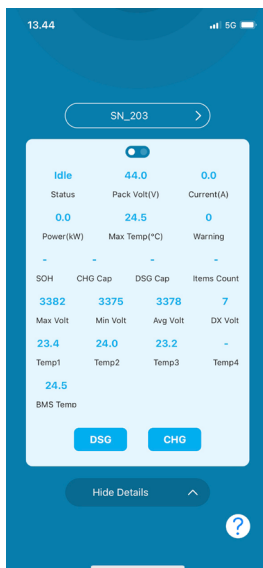 13.44 5G
SN_203
Idle 44.0 0.0
Status Pack Volt(V) Current(A)
0.0 24.5 0
Power(kW) Max Temp(°C) Warning
- - - -
SOH CHG Cap DSG Cap Items Count
3382 3375 3378 7
Max Volt Min Volt Avg Volt DX Volt
23.4 24.0 23.2 -
Temp1 Temp2 Temp3 Temp4
24.5
BMS Temp
DSG CHG
Hide Details
?